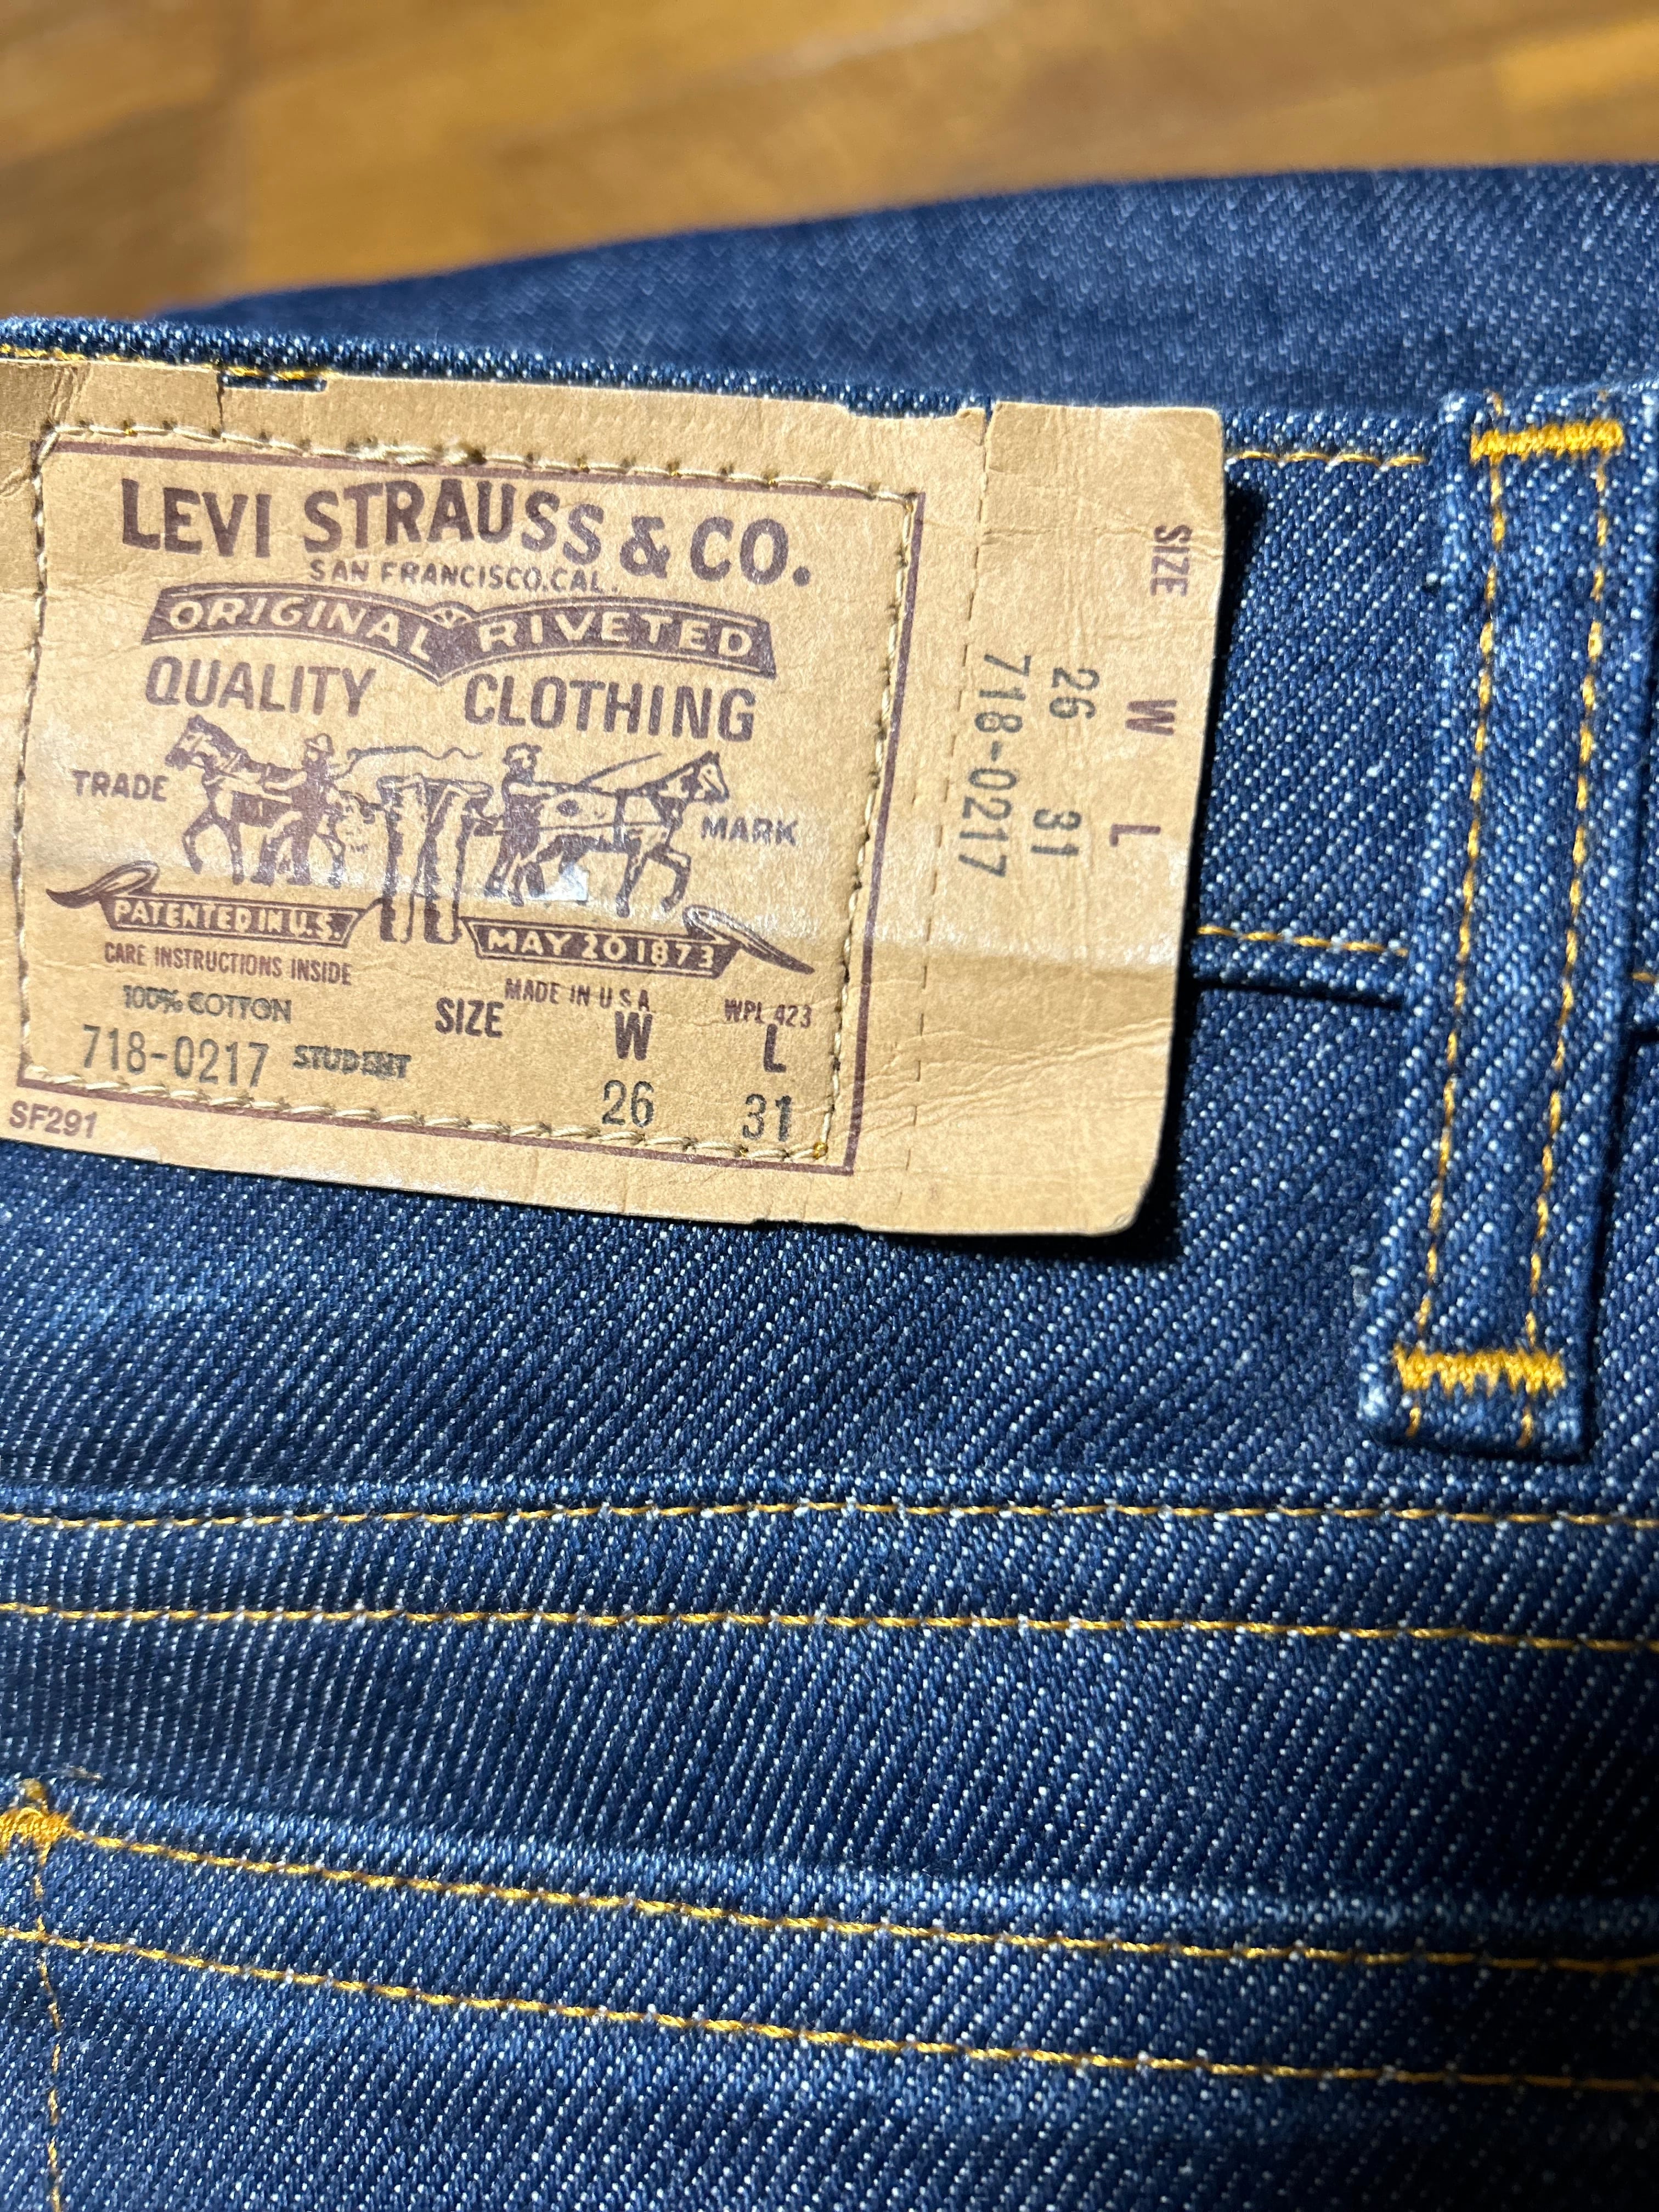 LEVI STRAUSS & CO.
SAN FRANCISCO.CAL.
ORIGINAL RIVETED
QUALITY CLOTHING
TRADE MARK
PATENTED IN U.S. MAY 20 1873
CARE INSTRUCTIONS INSIDE MADE IN U S A WPL 423
100% COTTON SIZE W L
718-0217 STUDENT 26 31
SF291
SIZE W L
26 31
718-0217